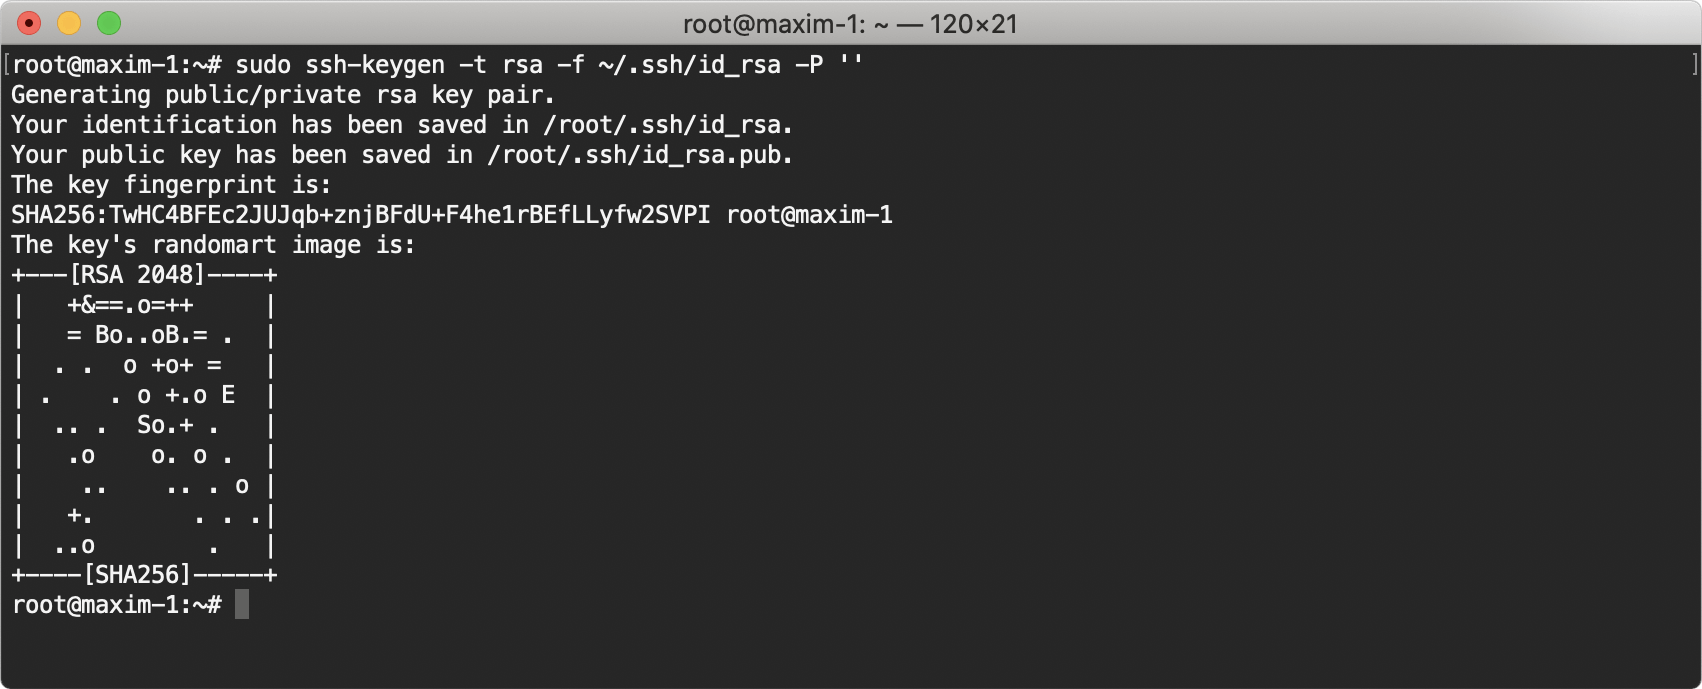 root@maxim-1: ~ — 120×21
[root@maxim-1:~# sudo ssh-keygen -t rsa -f ~/.ssh/id_rsa -P '' ]
Generating public/private rsa key pair.
Your identification has been saved in /root/.ssh/id_rsa.
Your public key has been saved in /root/.ssh/id_rsa.pub.
The key fingerprint is:
SHA256:TwHC4BFEc2JUJqb+znjBFdU+F4he1rBEfLLyfw2SVPI root@maxim-1
The key's randomart image is:
+---[RSA 2048]----+
|   +&==.o=++     |
|   = Bo..oB.= .  |
|  . .  o +o+ =   |
| .    . o +.o E  |
|  .. .  So.+ .   |
|   .o    o. o .  |
|    ..    .. . o |
|   +.       . . .|
|  ..o        .   |
+----[SHA256]-----+
root@maxim-1:~#